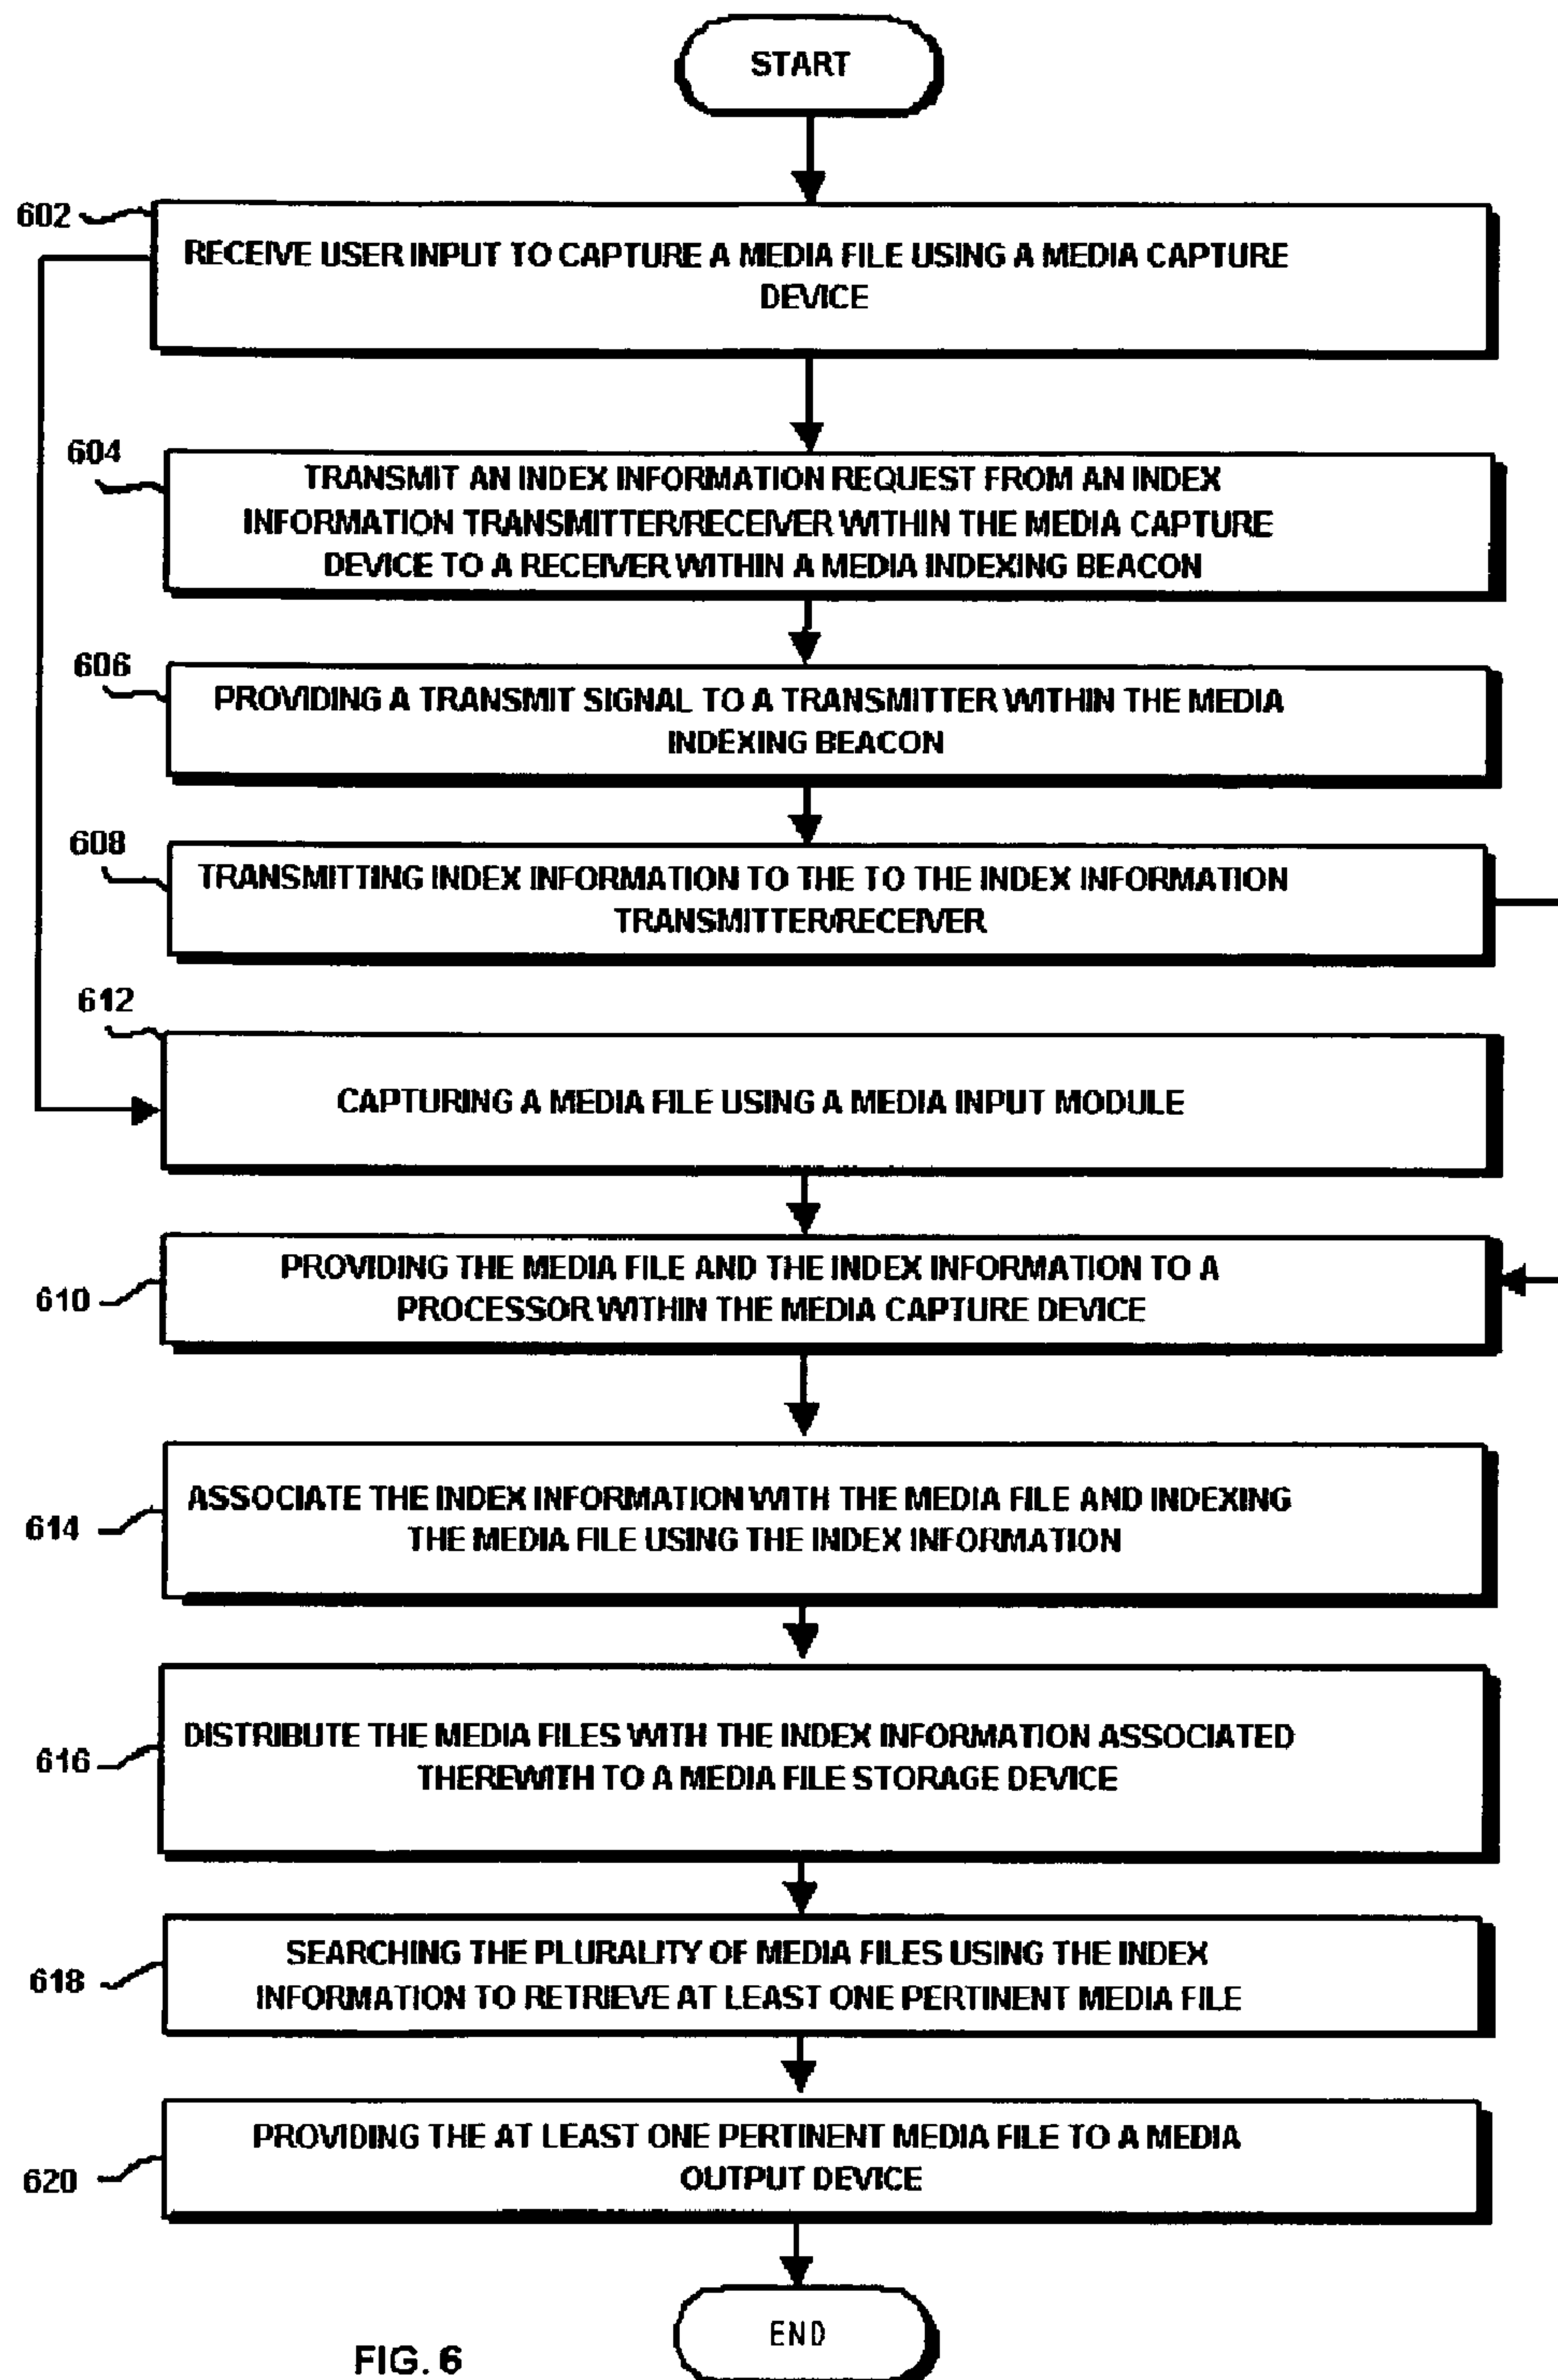 START
602
RECEIVE USER INPUT TO CAPTURE A MEDIA FILE USING A MEDIA CAPTURE
DEVICE
604
TRANSMIT AN INDEX INFORMATION REQUEST FROM AN INDEX
INFORMATION TRANSMITTER/RECEIVER WITHIN THE MEDIA CAPTURE
DEVICE TO A RECEIVER WITHIN A MEDIA INDEXING BEACON
606
PROVIDING A TRANSMIT SIGNAL TO A TRANSMITTER WITHIN THE MEDIA
INDEXING BEACON
608
TRANSMITTING INDEX INFORMATION TO THE TO THE INDEX INFORMATION
TRANSMITTER/RECEIVER
612
CAPTURING A MEDIA FILE USING A MEDIA INPUT MODULE
610
PROVIDING THE MEDIA FILE AND THE INDEX INFORMATION TO A
PROCESSOR WITHIN THE MEDIA CAPTURE DEVICE
614
ASSOCIATE THE INDEX INFORMATION WITH THE MEDIA FILE AND INDEXING
THE MEDIA FILE USING THE INDEX INFORMATION
616
DISTRIBUTE THE MEDIA FILES WITH THE INDEX INFORMATION ASSOCIATED
THEREWITH TO A MEDIA FILE STORAGE DEVICE
618
SEARCHING THE PLURALITY OF MEDIA FILES USING THE INDEX
INFORMATION TO RETRIEVE AT LEAST ONE PERTINENT MEDIA FILE
620
PROVIDING THE AT LEAST ONE PERTINENT MEDIA FILE TO A MEDIA
OUTPUT DEVICE
END
FIG. 6